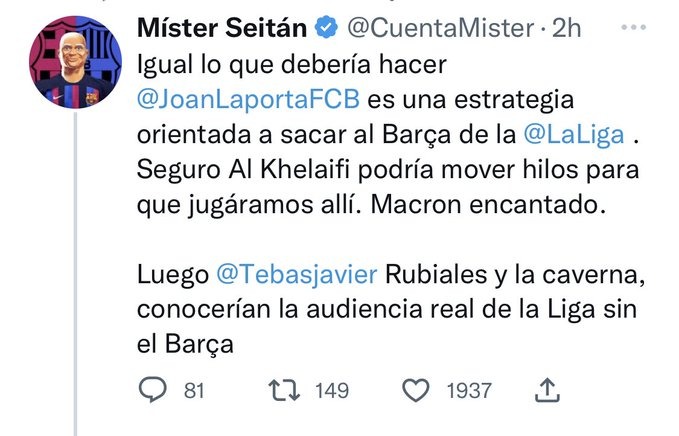 Míster Seitán @CuentaMister · 2h
Igual lo que debería hacer
@JoanLaportaFCB es una estrategia
orientada a sacar al Barça de la @LaLiga .
Seguro Al Khelaifi podría mover hilos para
que jugáramos allí. Macron encantado.
Luego @Tebasjavier Rubiales y la caverna,
conocerían la audiencia real de la Liga sin
el Barça
81 149 1937